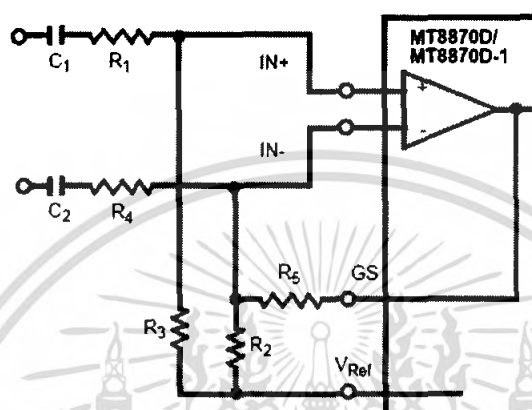 MT8870D/
MT8870D-1
C1
R1
IN+
+
IN-
-
C2
R4
R5
GS
R3
R2
VRef